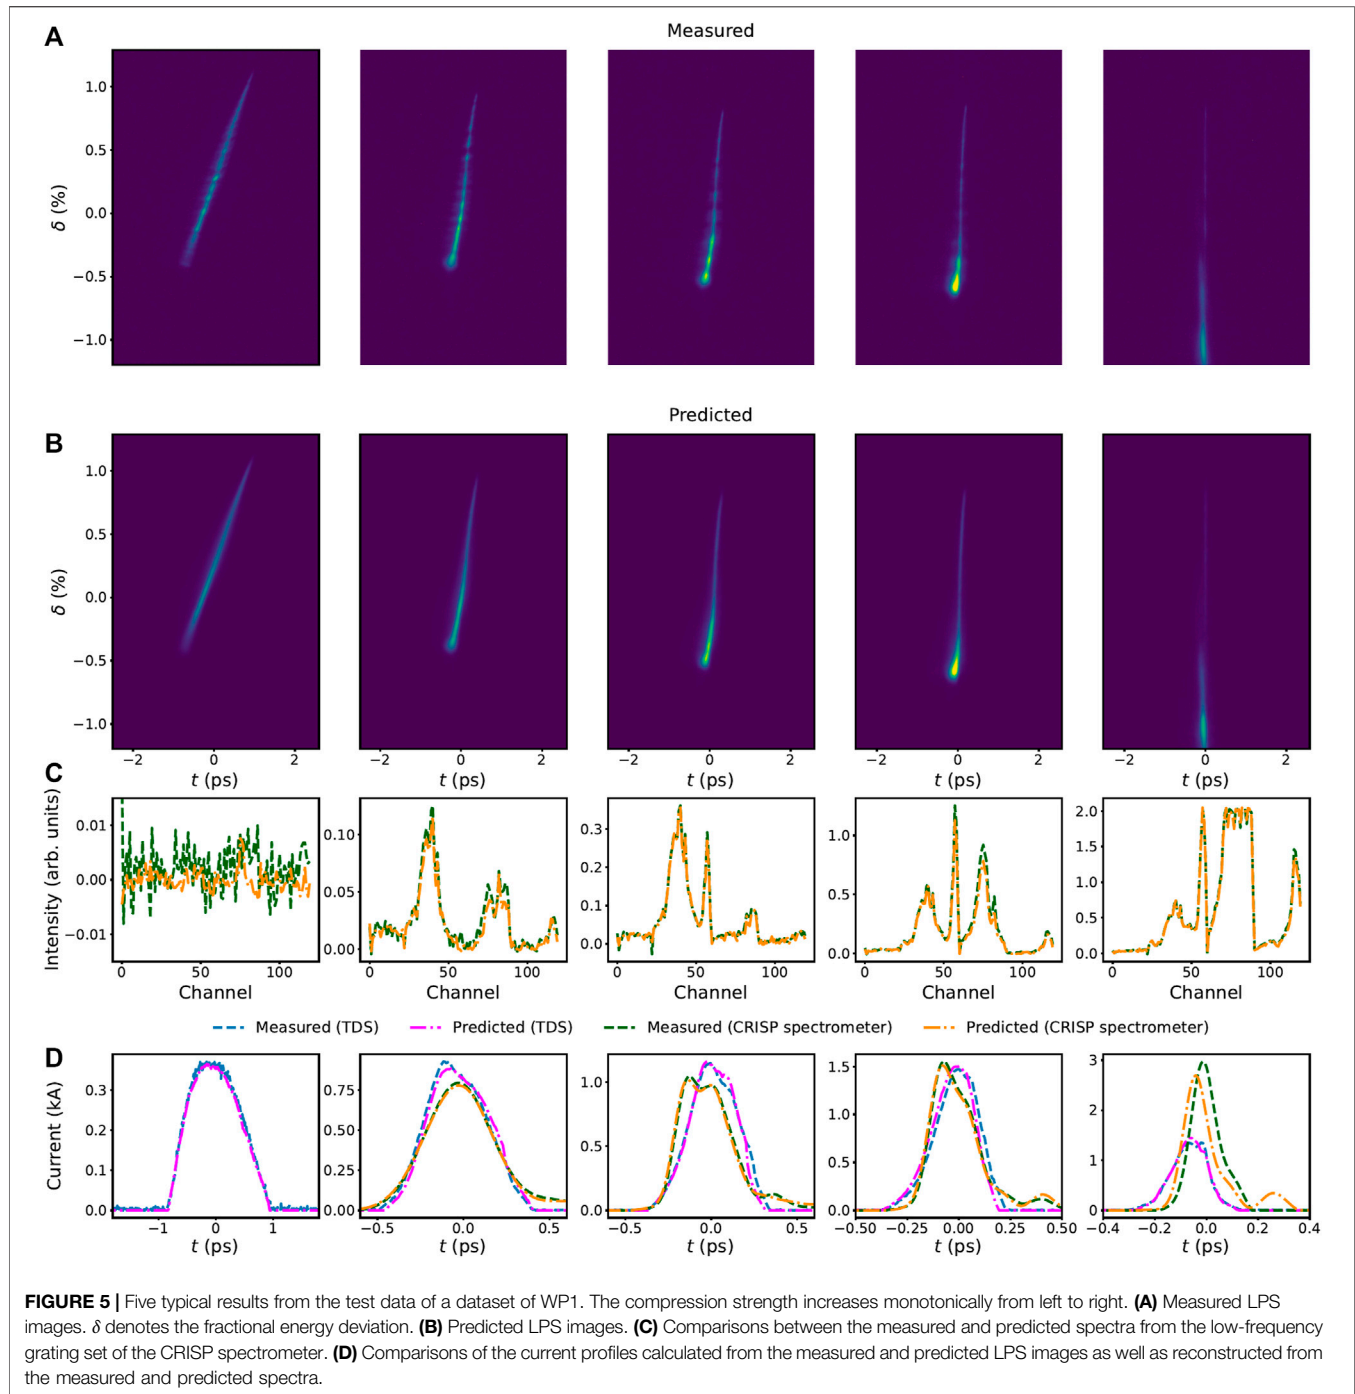 A
Measured
1.0
0.5
0.0
−0.5
−1.0
δ (%)
Predicted
B
1.0
0.5
0.0
−0.5
−1.0
δ (%)
−2 0 2 −2 0 2 −2 0 2 −2 0 2 −2 0 2
t (ps) t (ps) t (ps) t (ps) t (ps)
C
Intensity (arb. units)
0.01
0.00
−0.01
0.10
0.05
0.00
0.3
0.2
0.1
0.0
1.0
0.5
0.0
2.0
1.5
1.0
0.5
0.0
0 50 100 0 50 100 0 50 100 0 50 100 0 50 100
Channel Channel Channel Channel Channel
Measured (TDS) Predicted (TDS) Measured (CRISP spectrometer) Predicted (CRISP spectrometer)
D
Current (kA)
0.3
0.2
0.1
0.0
1.00
0.75
0.50
0.25
0.00
1.0
0.5
0.0
1.5
1.0
0.5
0.0
3
2
1
0
−1 0 1 −0.5 0.0 0.5 −0.5 0.0 0.5 −0.50 −0.25 0.00 0.25 0.50 −0.4 −0.2 0.0 0.2 0.4
t (ps) t (ps) t (ps) t (ps) t (ps)
FIGURE 5 | Five typical results from the test data of a dataset of WP1. The compression strength increases monotonically from left to right. (A) Measured LPS
images. δ denotes the fractional energy deviation. (B) Predicted LPS images. (C) Comparisons between the measured and predicted spectra from the low-frequency
grating set of the CRISP spectrometer. (D) Comparisons of the current profiles calculated from the measured and predicted LPS images as well as reconstructed from
the measured and predicted spectra.